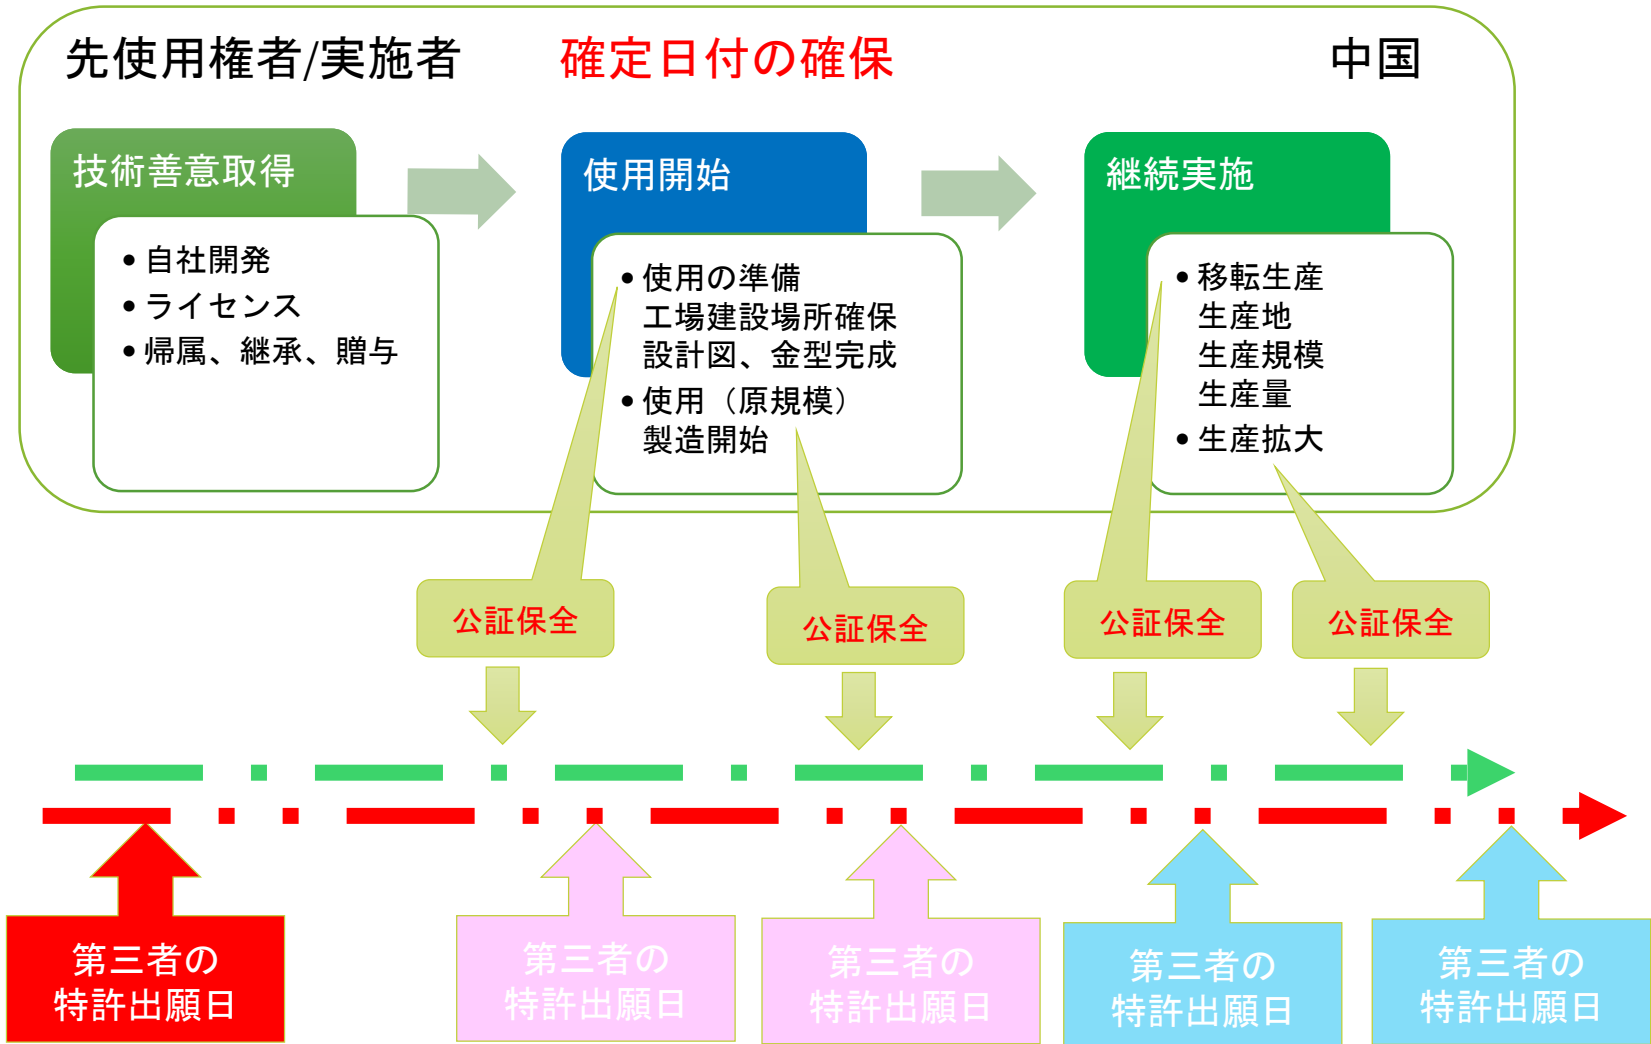 先使用権者/実施者
確定日付の確保
中国
技術善意取得
• 自社開発
• ライセンス
• 帰属、継承、贈与
使用開始
• 使用の準備
工場建設場所確保
設計図、金型完成
• 使用（原規模）
製造開始
継続実施
• 移転生産
生産地
生産規模
生産量
• 生産拡大
公証保全
公証保全
公証保全
公証保全
第三者の
特許出願日
第三者の
特許出願日
第三者の
特許出願日
第三者の
特許出願日
第三者の
特許出願日